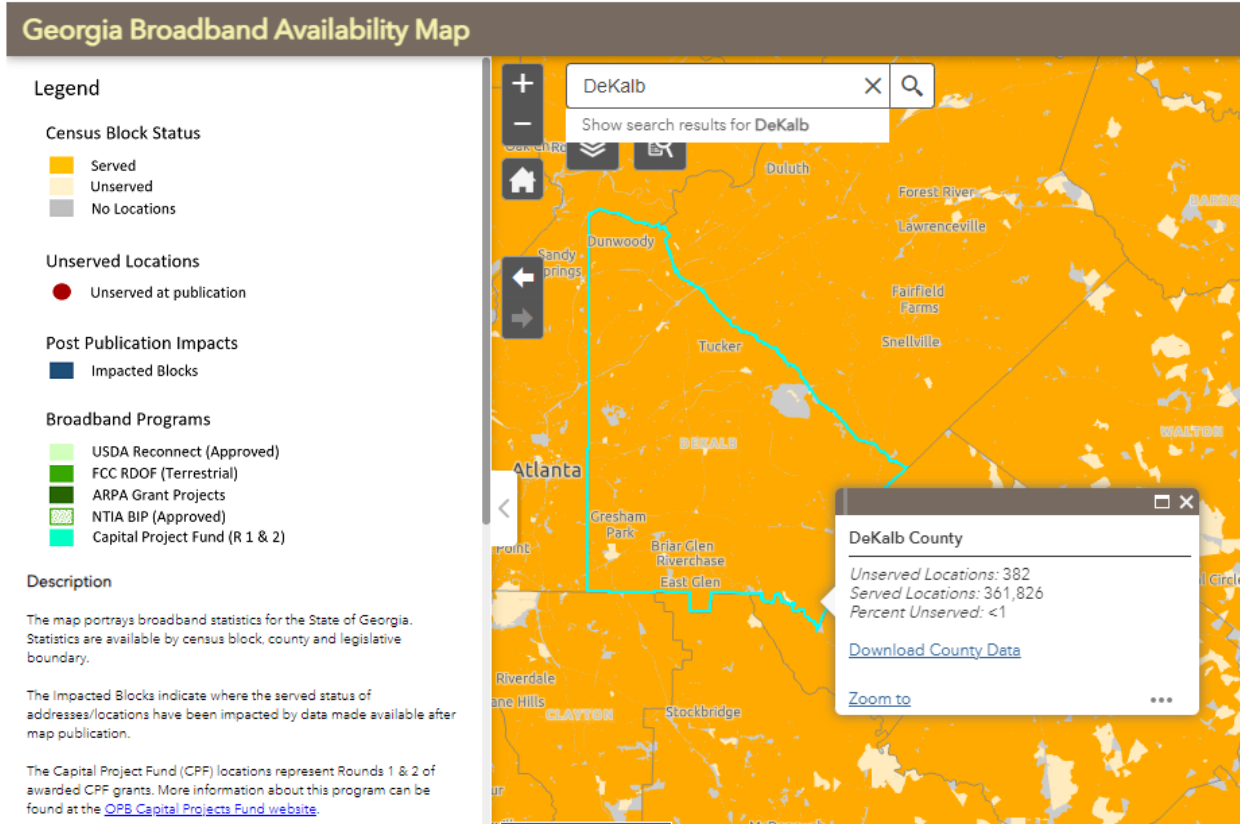 Georgia Broadband Availability Map
Legend
Census Block Status
Served
Unserved
No Locations
Unserved Locations
Unserved at publication
Post Publication Impacts
Impacted Blocks
Broadband Programs
USDA Reconnect (Approved)
FCC RDOF (Terrestrial)
ARPA Grant Projects
NTIA BIP (Approved)
Capital Project Fund (R 1 & 2)
Description
The map portrays broadband statistics for the State of Georgia.
Statistics are available by census block, county and legislative
boundary.
The Impacted Blocks indicate where the served status of
addresses/locations have been impacted by data made available after
map publication.
The Capital Project Fund (CPF) locations represent Rounds 1 & 2 of
awarded CPF grants. More information about this program can be
found at the OPB Capital Projects Fund website.
+
−
DeKalb
Show search results for DeKalb
Duluth
Forest River
Lawrenceville
Dunwoody
Sandy
Fairfield
Farms
Snellville
Tucker
DEKALB
WALTON
Atlanta
Gresham
Park
Briar Glen
Riverchase
East Glen
Point
Riverdale
ane Hills
CLAYTON
Stockbridge
DeKalb County
Unserved Locations: 382
Served Locations: 361,826
Percent Unserved: <1
Download County Data
Zoom to